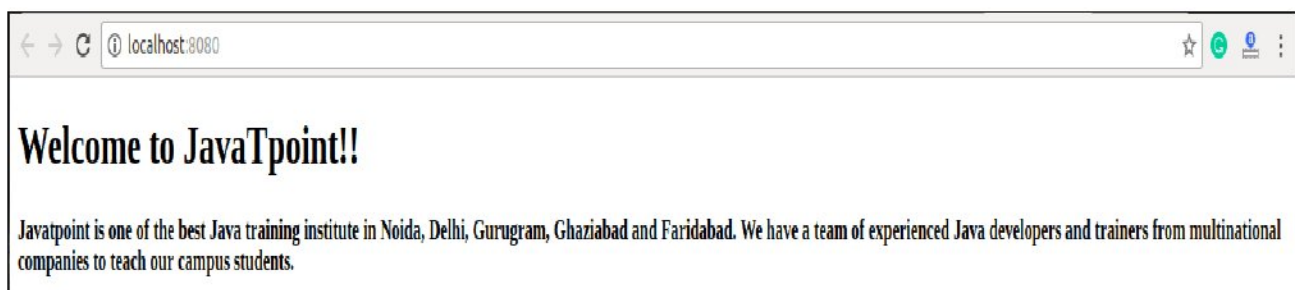 localhost:8080
Welcome to JavaTpoint!!
Javatpoint is one of the best Java training institute in Noida, Delhi, Gurugram, Ghaziabad and Faridabad. We have a team of experienced Java developers and trainers from multinational
companies to teach our campus students.